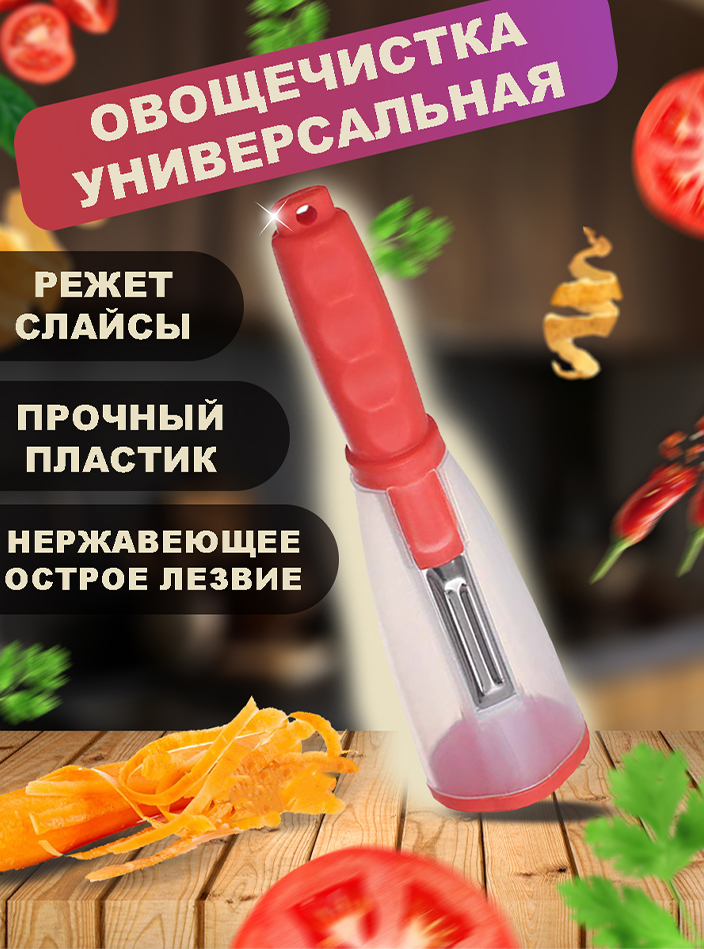 ОВОЩЕЧИСТКА
УНИВЕРСАЛЬНАЯ
РЕЖЕТ
СЛАЙСЫ
ПРОЧНЫЙ
ПЛАСТИК
НЕРЖАВЕЮЩЕЕ
ОСТРОЕ ЛЕЗВИЕ